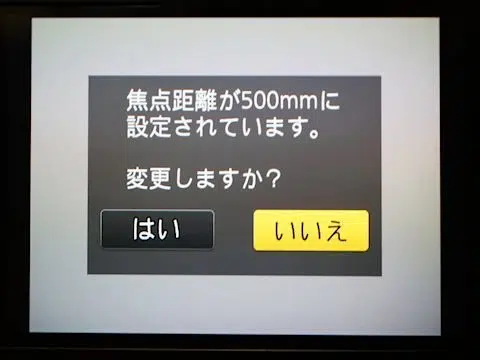 焦点距離が500mmに
設定されています。
変更しますか？
はい
いいえ